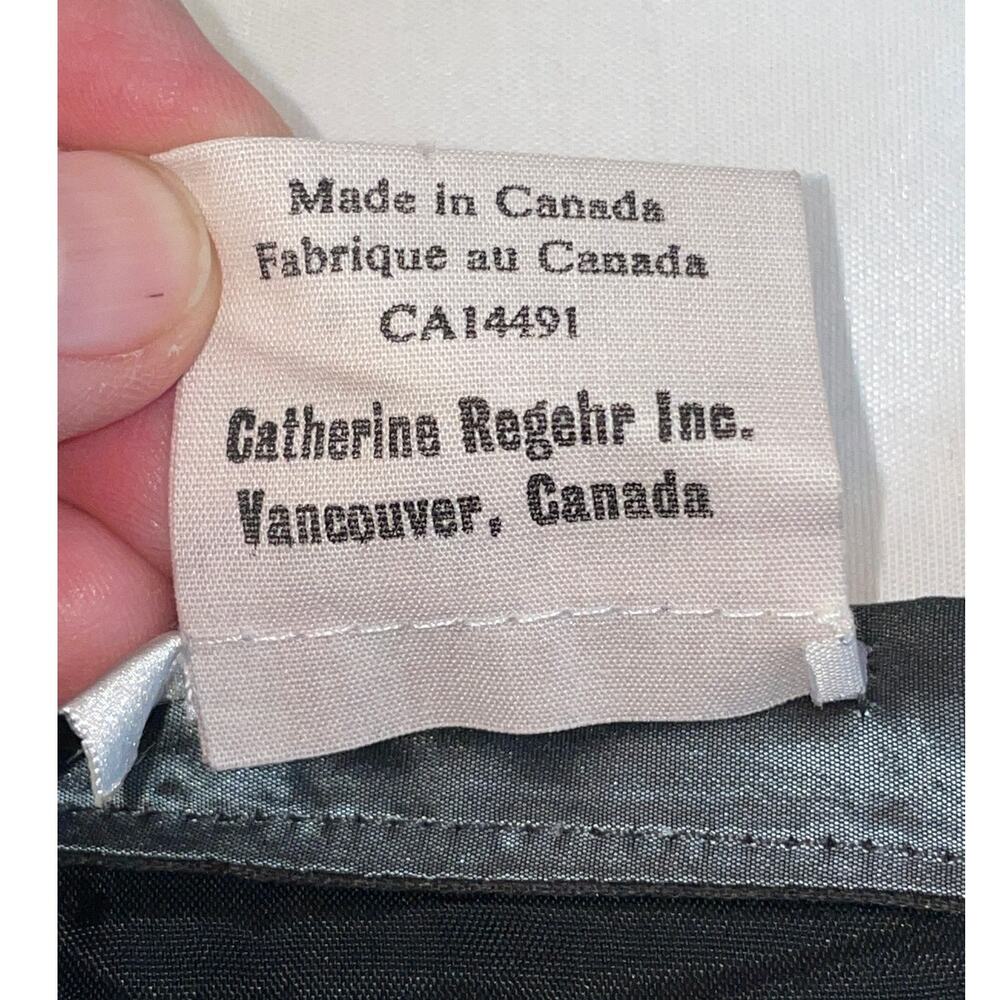 Made in Canada
Fabrique au Canada
CA14491
Catherine Regehr Inc.
Vancouver, Canada